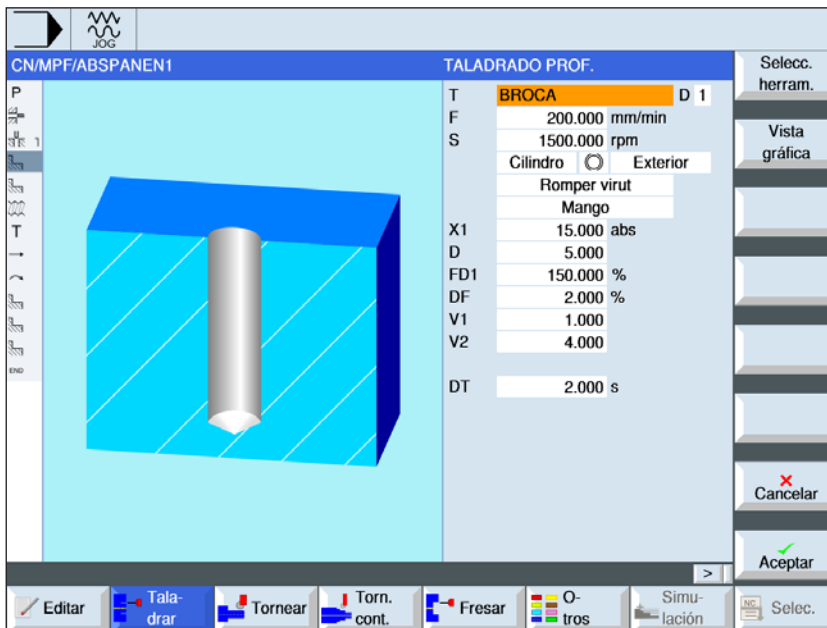 JOG
CN/MPF/ABSPANEN1
TALADRADO PROF.
P
1
T
END
T BROCA D 1
F 200.000 mm/min
S 1500.000 rpm
Cilindro Exterior
Romper virut
Mango
X1 15.000 abs
D 5.000
FD1 150.000 %
DF 2.000 %
V1 1.000
V2 4.000
DT 2.000 s
Selecc.
herram.
Vista
gráfica
Cancelar
Aceptar
>
Editar
Tala-
drar
Tornear
Torn.
cont.
Fresar
O-
tros
Simu-
lación
NC
Selec.